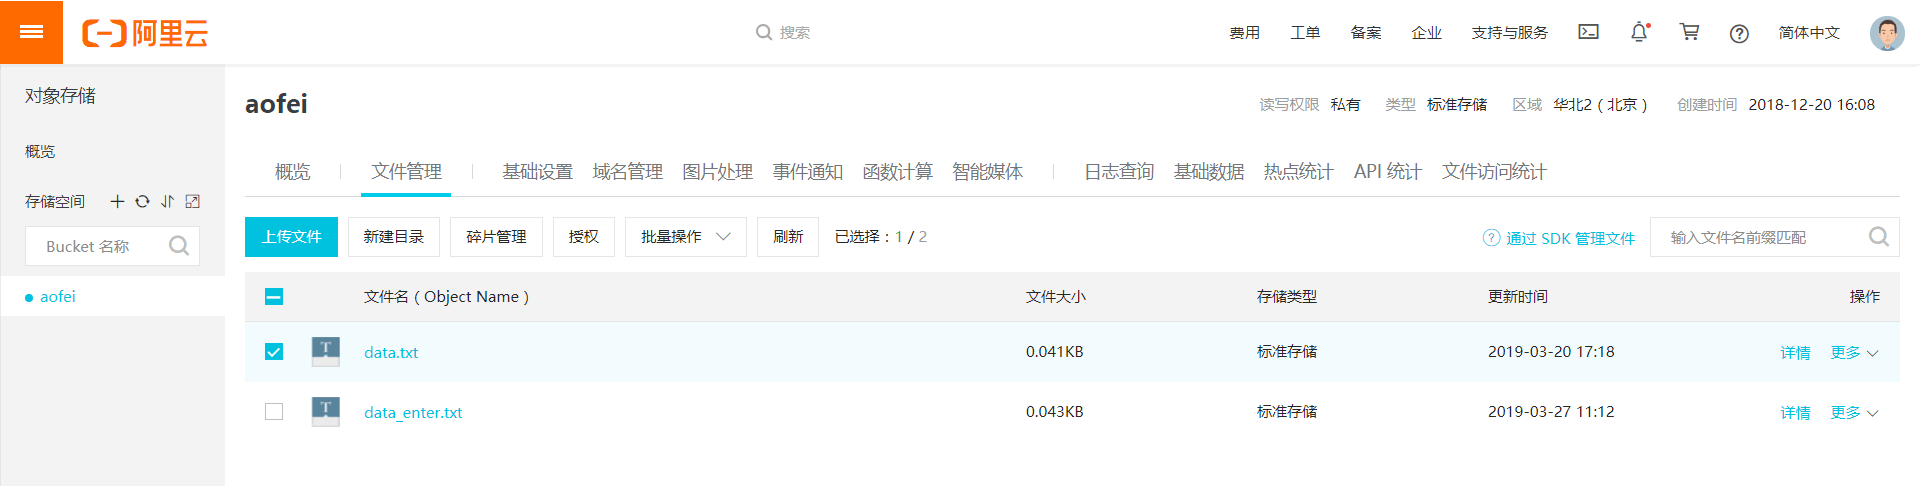 阿里云 搜索 费用 工单 备案 企业 支持与服务 简体中文
对象存储
概览
存储空间
Bucket 名称
aofei
aofei 读写权限 私有 类型 标准存储 区域 华北2 ( 北京 ) 创建时间 2018-12-20 16:08
概览 文件管理 基础设置 域名管理 图片处理 事件通知 函数计算 智能媒体 日志查询 基础数据 热点统计 API 统计 文件访问统计
上传文件 新建目录 碎片管理 授权 批量操作 刷新 已选择：1 / 2 通过 SDK 管理文件 输入文件名前缀匹配
文件名 ( Object Name ) 文件大小 存储类型 更新时间 操作
data.txt 0.041KB 标准存储 2019-03-20 17:18 详情 更多
data_enter.txt 0.043KB 标准存储 2019-03-27 11:12 详情 更多